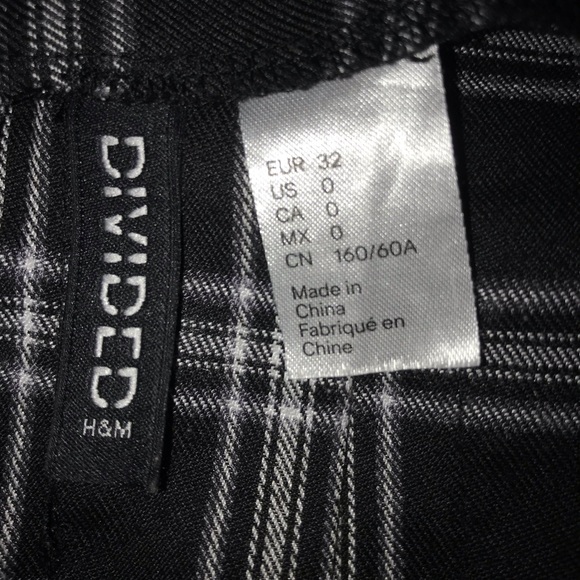 DIVIDED
H&M
EUR 32
US 0
CA 0
MX 0
CN 160/60A
Made in
China
Fabriqué en
Chine